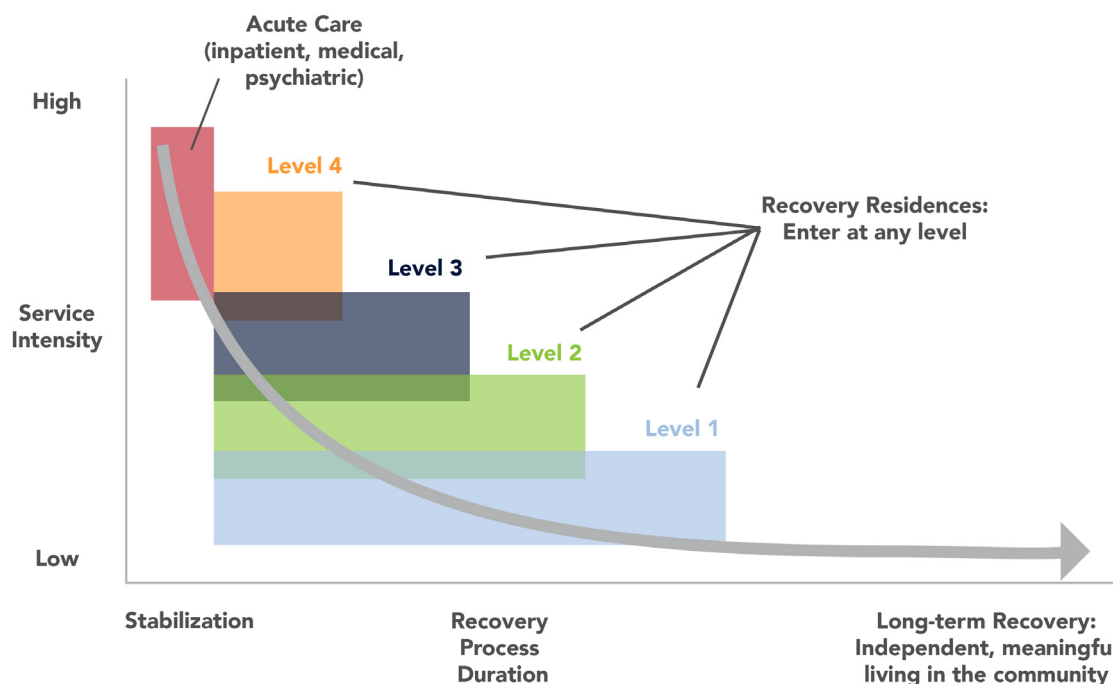 Acute Care
(inpatient, medical,
psychiatric)
High
Level 4
Recovery Residences:
Enter at any level
Level 3
Service
Intensity
Level 2
Level 1
Low
Stabilization
Recovery
Process
Duration
Long-term Recovery:
Independent, meaningfu
living in the community